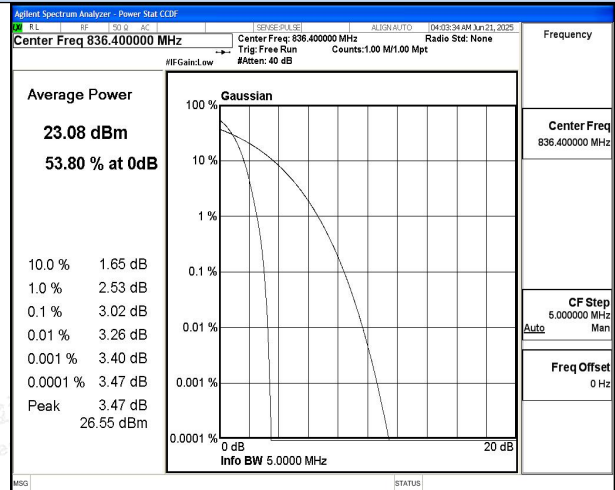 Agilent Spectrum Analyzer - Power Stat CCDF
RL RF 50 Ω AC SENSE:PULSE ALIGN AUTO 04:03:34 AM Jun 21, 2025
Center Freq 836.400000 MHz
Center Freq: 836.400000 MHz Radio Std: None
Trig: Free Run Counts:1.00 M/1.00 Mpt
#IFGain:Low #Atten: 40 dB
Frequency
Average Power
23.08 dBm
53.80 % at 0dB
10.0 % 1.65 dB
1.0 % 2.53 dB
0.1 % 3.02 dB
0.01 % 3.26 dB
0.001 % 3.40 dB
0.0001 % 3.47 dB
Peak 3.47 dB
26.55 dBm
Gaussian
100 %
10 %
1 %
0.1 %
0.01 %
0.001 %
0.0001 %
0 dB 20 dB
Info BW 5.0000 MHz
Center Freq
836.400000 MHz
CF Step
5.000000 MHz
Auto Man
Freq Offset
0 Hz
MSG STATUS